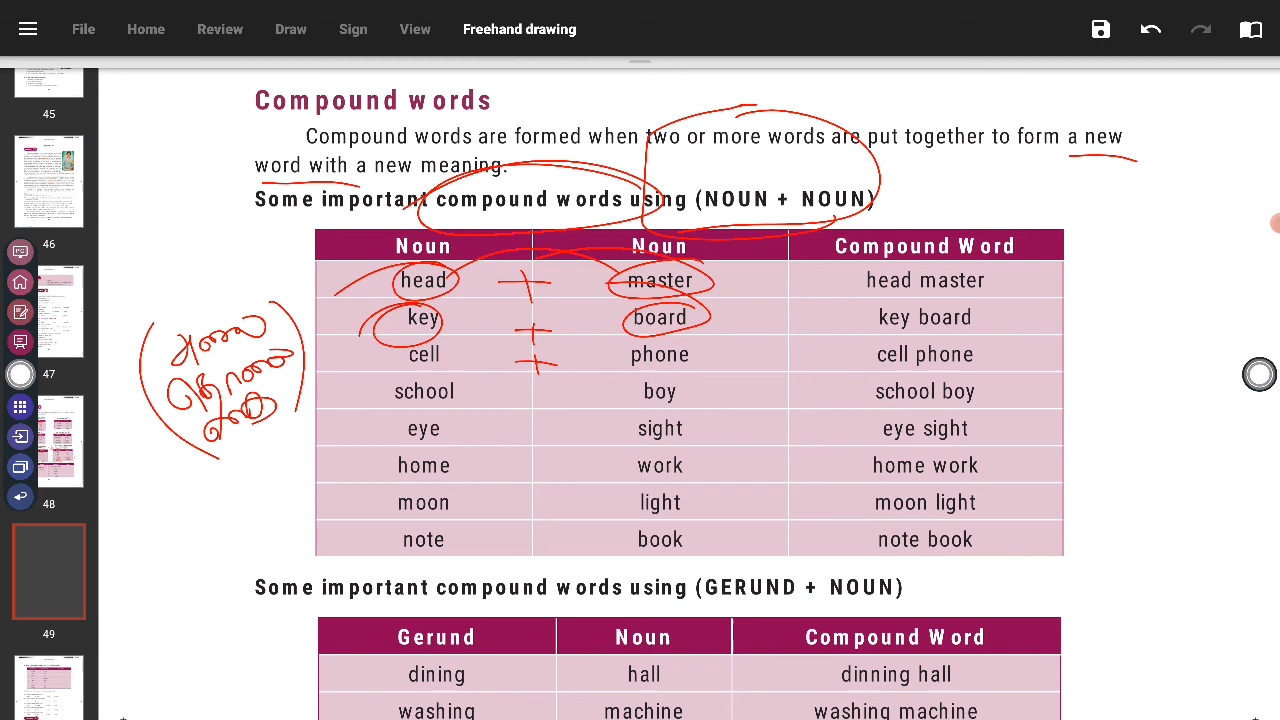 File Home Review Draw Sign View Freehand drawing
45
46
47
48
49
Compound words
Compound words are formed when two or more words are put together to form a new
word with a new meaning.
Some important compound words using (NOUN + NOUN)
Noun Noun Compound Word
head + master head master
key + board key board
cell + phone cell phone
school boy school boy
eye sight eye sight
home work home work
moon light moon light
note book note book
Some important compound words using (GERUND + NOUN)
Gerund Noun Compound Word
dining hall dinning hall
washing machine washing machine